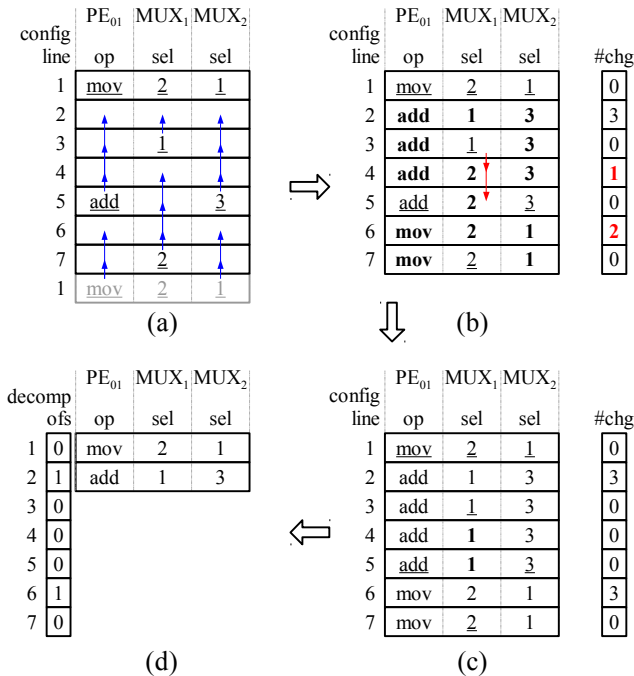 PE01 MUX1 MUX2
config
line op sel sel
1 mov 2 1
2
3 1
4
5 add 3
6
7 2
1 mov 2 1
(a)
PE01 MUX1 MUX2
config
line op sel sel #chg
1 mov 2 1 0
2 add 1 3 3
3 add 1 3 0
4 add 2 3 1
5 add 2 3 0
6 mov 2 1 2
7 mov 2 1 0
(b)
PE01 MUX1 MUX2
decomp
ofs op sel sel
1 0 mov 2 1
2 1 add 1 3
3 0
4 0
5 0
6 1
7 0
(d)
PE01 MUX1 MUX2
config
line op sel sel #chg
1 mov 2 1 0
2 add 1 3 3
3 add 1 3 0
4 add 1 3 0
5 add 1 3 0
6 mov 2 1 3
7 mov 2 1 0
(c)